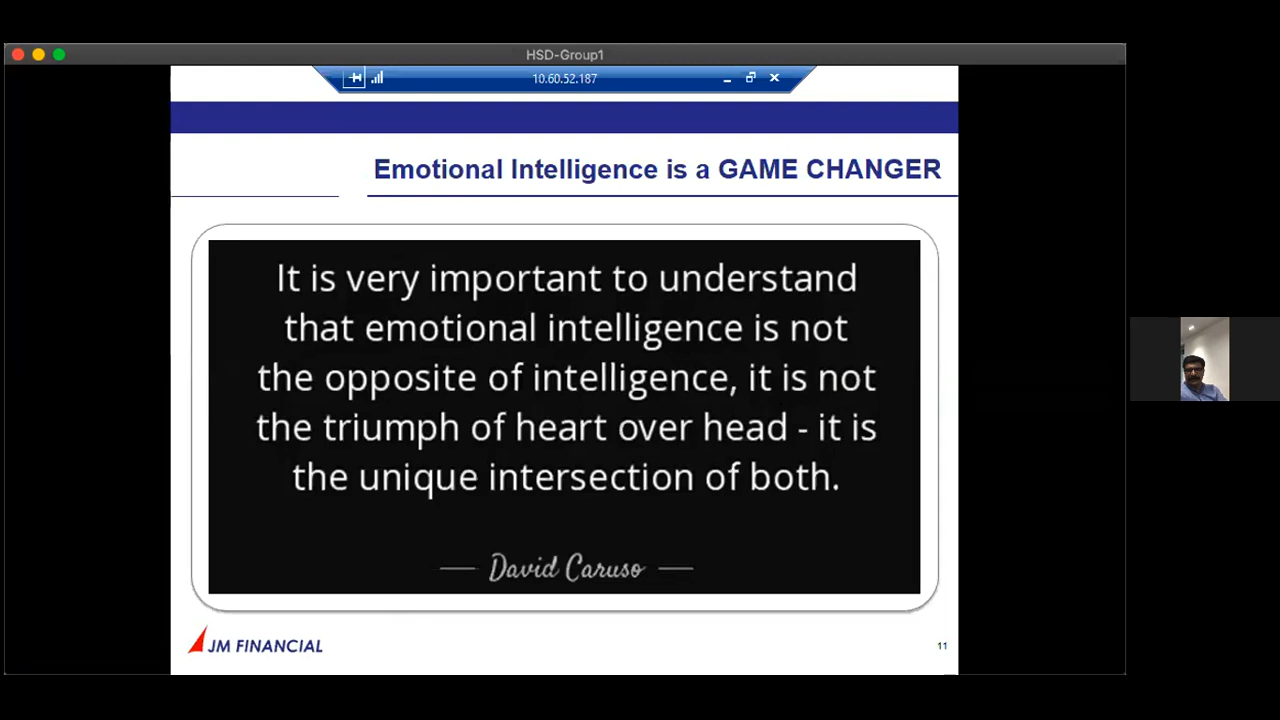 HSD-Group1
10.60.52.187
Emotional Intelligence is a GAME CHANGER
It is very important to understand
that emotional intelligence is not
the opposite of intelligence, it is not
the triumph of heart over head - it is
the unique intersection of both.
David Caruso
JM FINANCIAL
11